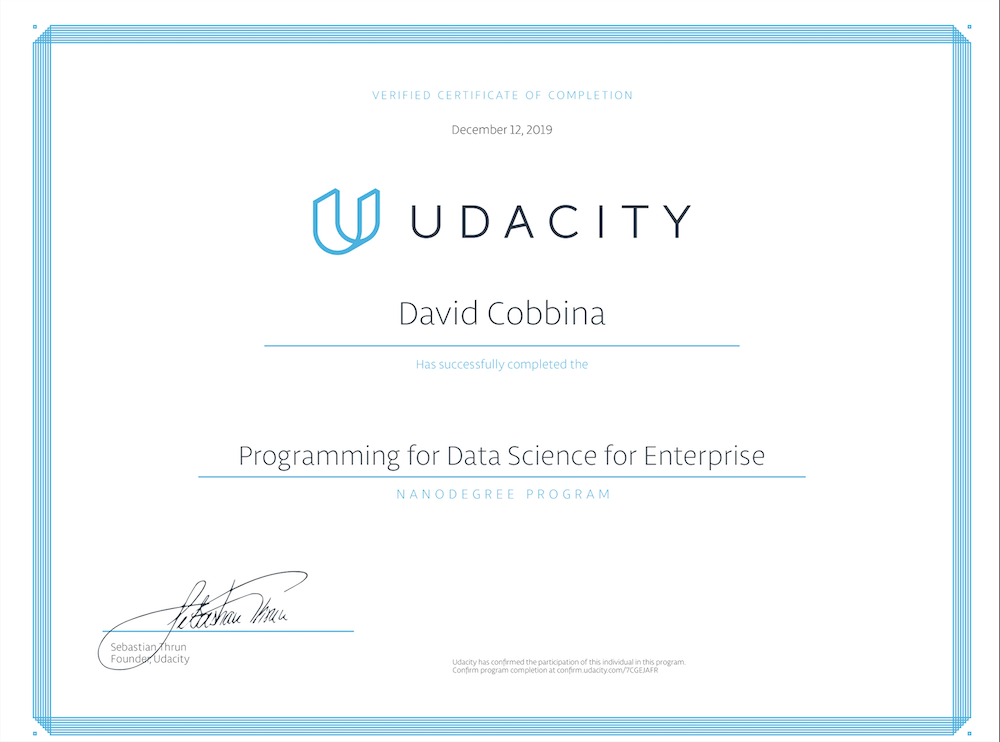 VERIFIED CERTIFICATE OF COMPLETION
December 12, 2019
UDACITY
David Cobbina
Has successfully completed the
Programming for Data Science for Enterprise
NANODEGREE PROGRAM
Sebastian Thrun
Sebastian Thrun
Founder, Udacity
Udacity has confirmed the participation of this individual in this program.
Confirm program completion at confirm.udacity.com/7CGEJAFR